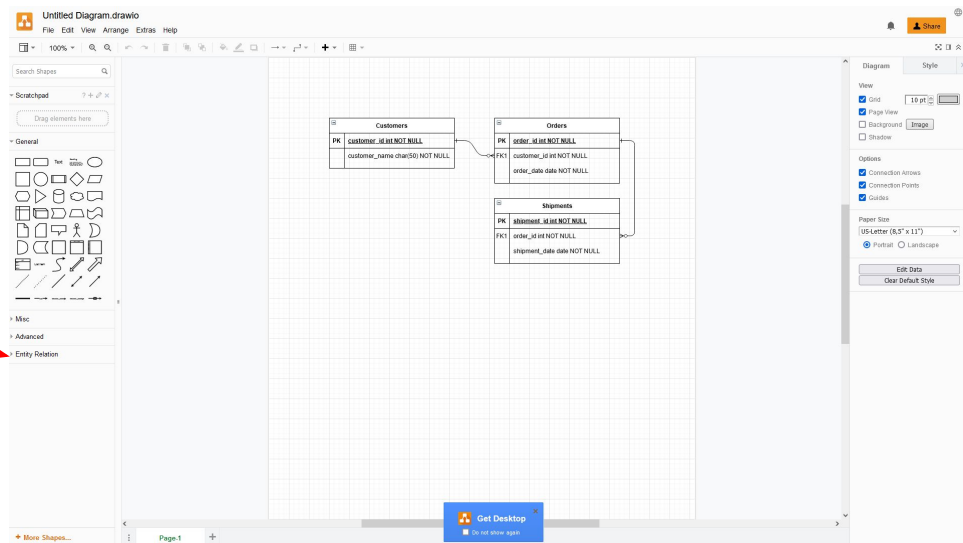 Untitled Diagram.drawio
File Edit View Arrange Extras Help
Share
100%
Search Shapes
Scratchpad
Drag elements here
General
Text
Misc
Advanced
Entity Relation
+ More Shapes...
Customers
PK customer_id int NOT NULL
customer_name char(50) NOT NULL
Orders
PK order_id int NOT NULL
FK1 customer_id int NOT NULL
order_date date NOT NULL
Shipments
PK shipment_id int NOT NULL
FK1 order_id int NOT NULL
shipment_date date NOT NULL
Get Desktop
Do not show again
Page-1
Diagram Style
View
Grid 10 pt
Page View
Background Image
Shadow
Options
Connection Arrows
Connection Points
Guides
Paper Size
US-Letter (8,5" x 11")
Portrait Landscape
Edit Data
Clear Default Style